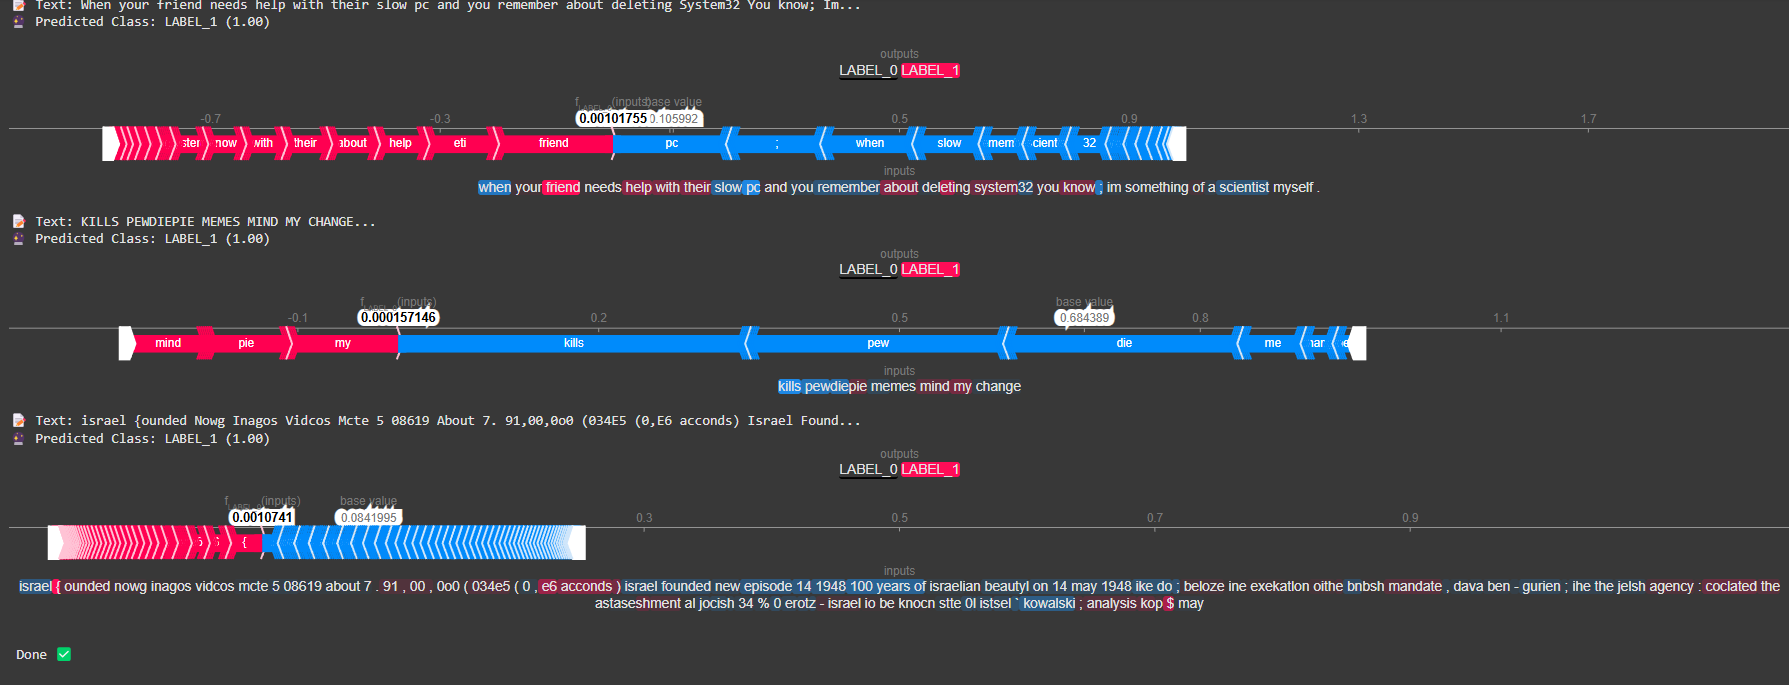 Text: When your friend needs help with their slow pc and you remember about deleting System32 You know; Im...
Predicted Class: LABEL_1 (1.00)
outputs
LABEL_0 LABEL_1
f (inputs) base value
0.00101755 0.105992
-0.7 -0.3 0.5 0.9 1.3 1.7
ster now with their about help eti friend pc ; when slow mem cient 32
inputs
when your friend needs help with their slow pc and you remember about deleting system32 you know ; im something of a scientist myself .
Text: KILLS PEWDIEPIE MEMES MIND MY CHANGE...
Predicted Class: LABEL_1 (1.00)
outputs
LABEL_0 LABEL_1
f (inputs) base value
0.000157146 0.684389
-0.1 0.2 0.5 0.8 1.1
mind pie my kills pew die me
inputs
kills pewdiepie memes mind my change
Text: israel {ounded Nowg Inagos Vidcos Mcte 5 08619 About 7. 91,00,0o0 (034E5 (0,E6 acconds) Israel Found...
Predicted Class: LABEL_1 (1.00)
outputs
LABEL_0 LABEL_1
f (inputs) base value
0.0010741 0.0841995
0.3 0.5 0.7 0.9
{
inputs
israel { ounded nowg inagos vidcos mcte 5 08619 about 7 . 91 , 00 , 0o0 ( 034e5 ( 0 , e6 acconds ) israel founded new episode 14 1948 100 years of israelian beautyl on 14 may 1948 ike do ; beloze ine exekatlon oithe bnbsh mandate , dava ben - gurien ; ihe the jelsh agency : coclated the
astaseshment al jocish 34 % 0 erotz - israel io be knocn stte 0l istsel ` kowalski ; analysis kop $ may
Done